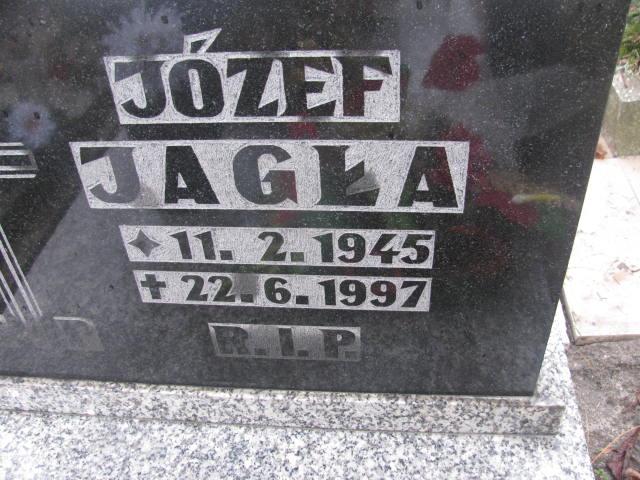 JÓZEF
JAGŁA
✦ 11. 2. 1945
✝ 22. 6. 1997
R.I.P.